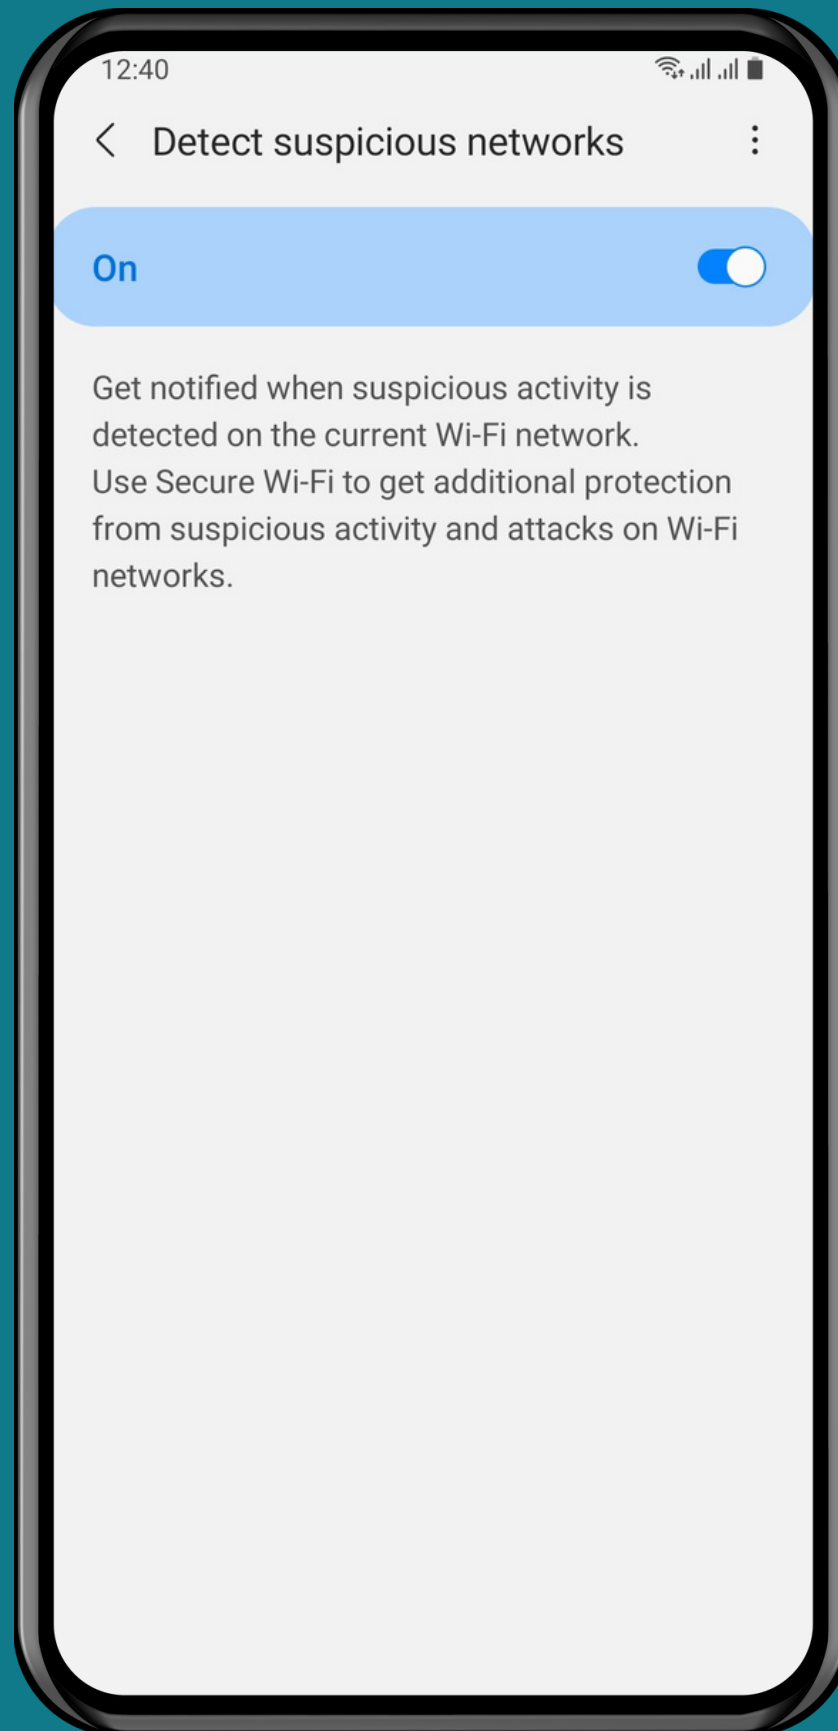 12:40
Detect suspicious networks
On
Get notified when suspicious activity is
detected on the current Wi-Fi network.
Use Secure Wi-Fi to get additional protection
from suspicious activity and attacks on Wi-Fi
networks.